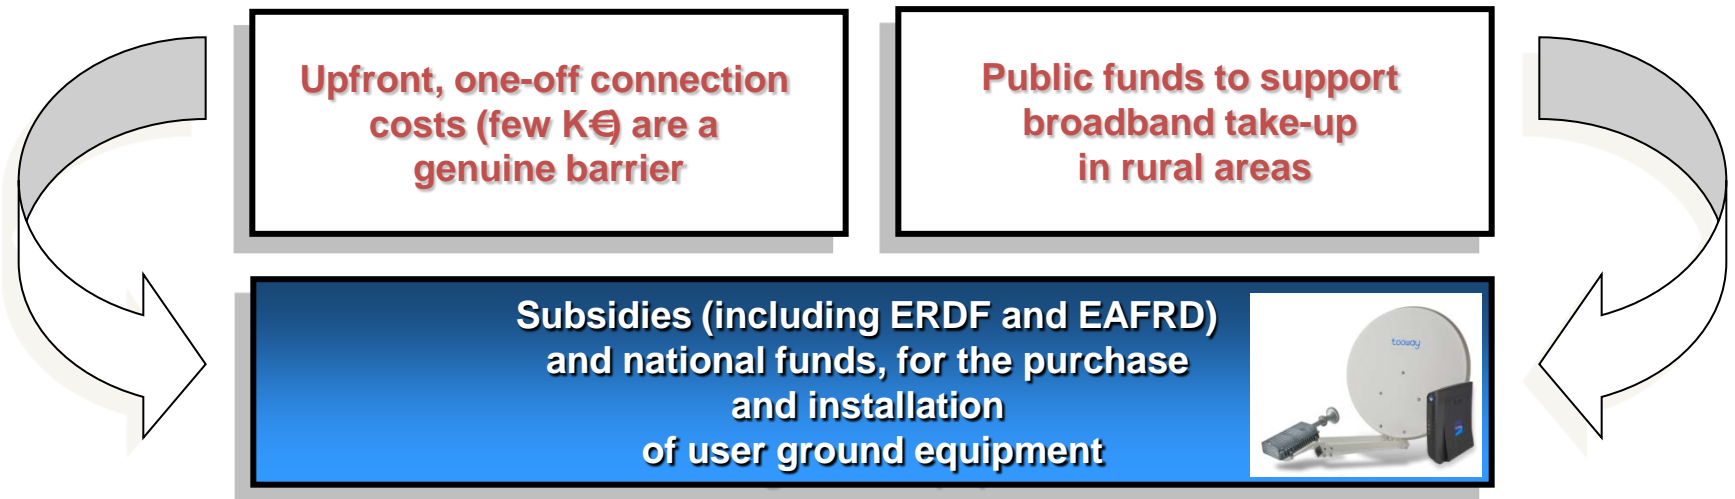 Upfront, one-off connection
costs (few K€) are a
genuine barrier
Public funds to support
broadband take-up
in rural areas
Subsidies (including ERDF and EAFRD)
and national funds, for the purchase
and installation
of user ground equipment
tooway